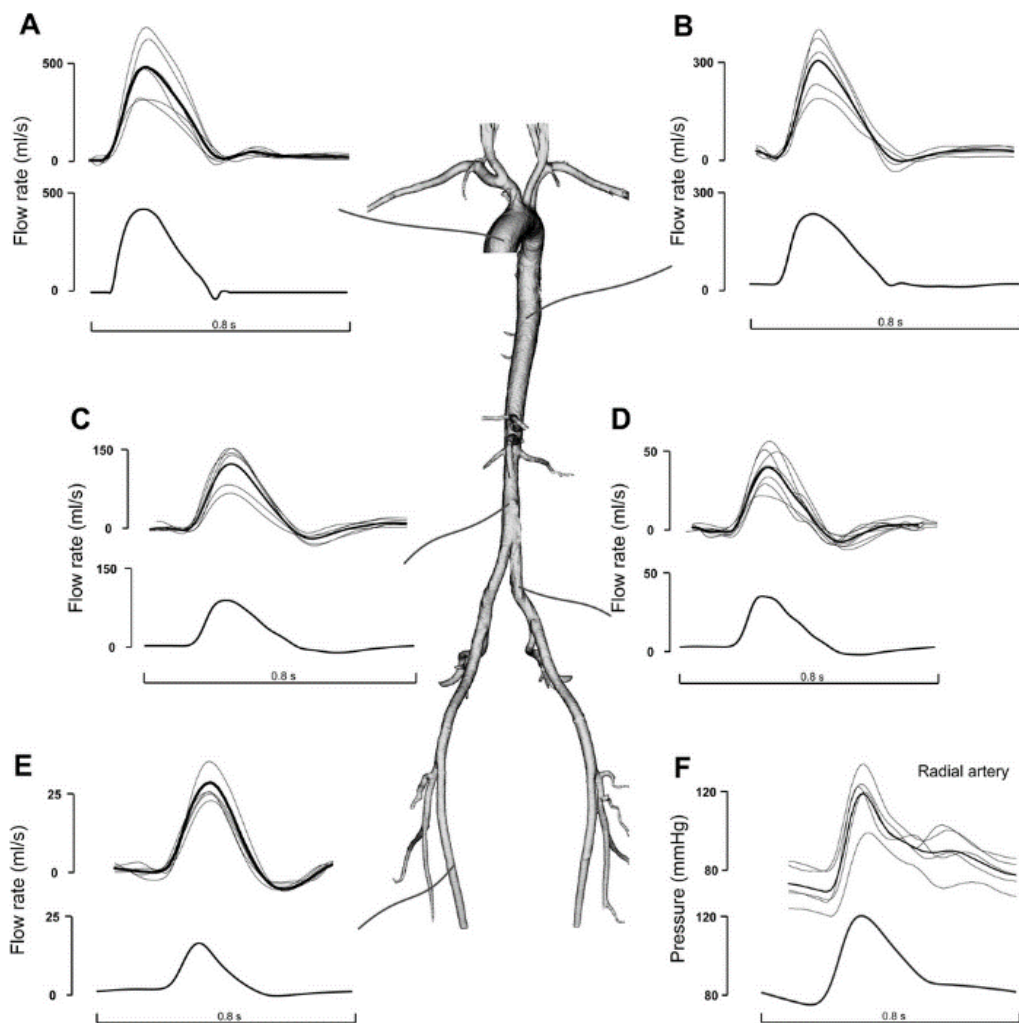 A
500
0
Flow rate (ml/s)
500
0
0.8 s
B
300
0
Flow rate (ml/s)
300
0
0.8 s
C
150
0
Flow rate (ml/s)
150
0
0.8 s
D
50
0
Flow rate (ml/s)
50
0
0.8 s
E
25
0
Flow rate (ml/s)
25
0
0.8 s
F
Radial artery
120
80
Pressure (mmHg)
120
80
0.8 s